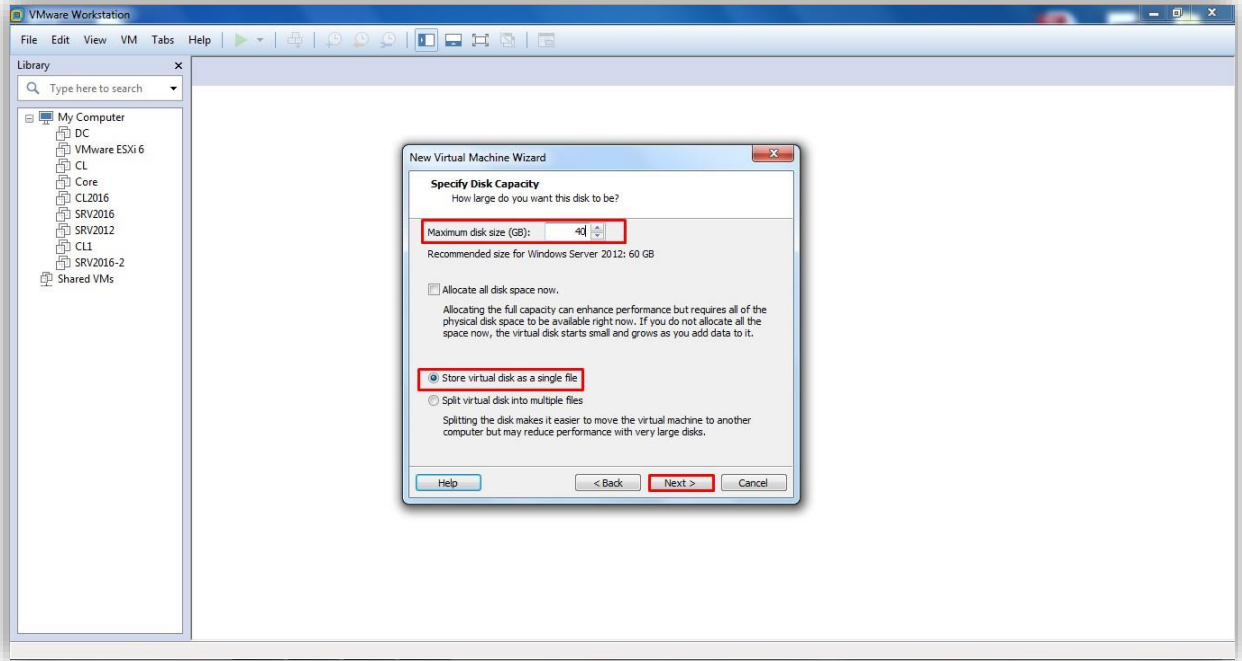 VMware Workstation
File Edit View VM Tabs Help
Library
Type here to search
My Computer
DC
VMware ESXi 6
CL
Core
CL2016
SRV2016
SRV2012
CL1
SRV2016-2
Shared VMs
New Virtual Machine Wizard
Specify Disk Capacity
How large do you want this disk to be?
Maximum disk size (GB): 40
Recommended size for Windows Server 2012: 60 GB
Allocate all disk space now.
Allocating the full capacity can enhance performance but requires all of the
physical disk space to be available right now. If you do not allocate all the
space now, the virtual disk starts small and grows as you add data to it.
Store virtual disk as a single file
Split virtual disk into multiple files
Splitting the disk makes it easier to move the virtual machine to another
computer but may reduce performance with very large disks.
Help < Back Next > Cancel